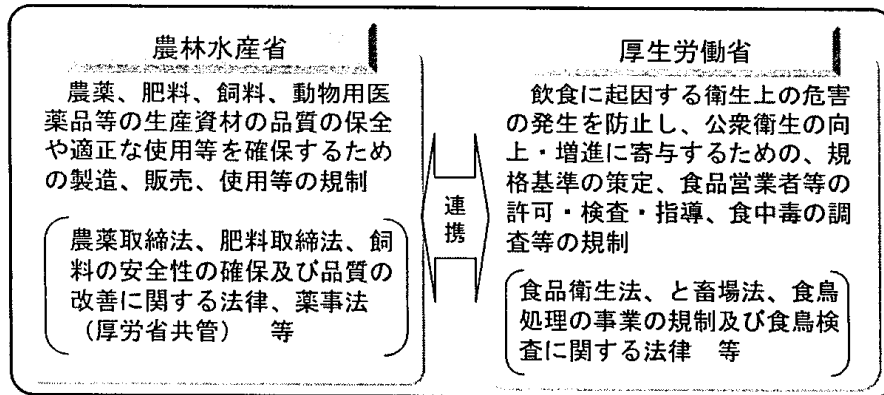 農林水産省
農薬、肥料、飼料、動物用医
薬品等の生産資材の品質の保全
や適正な使用等を確保するため
の製造、販売、使用等の規制
農薬取締法、肥料取締法、飼
料の安全性の確保及び品質の
改善に関する法律、薬事法
（厚労省共管）　等
連
携
厚生労働省
飲食に起因する衛生上の危害
の発生を防止し、公衆衛生の向
上・増進に寄与するための、規
格基準の策定、食品営業者等の
許可・検査・指導、食中毒の調
査等の規制
食品衛生法、と畜場法、食鳥
処理の事業の規制及び食鳥検
査に関する法律　等